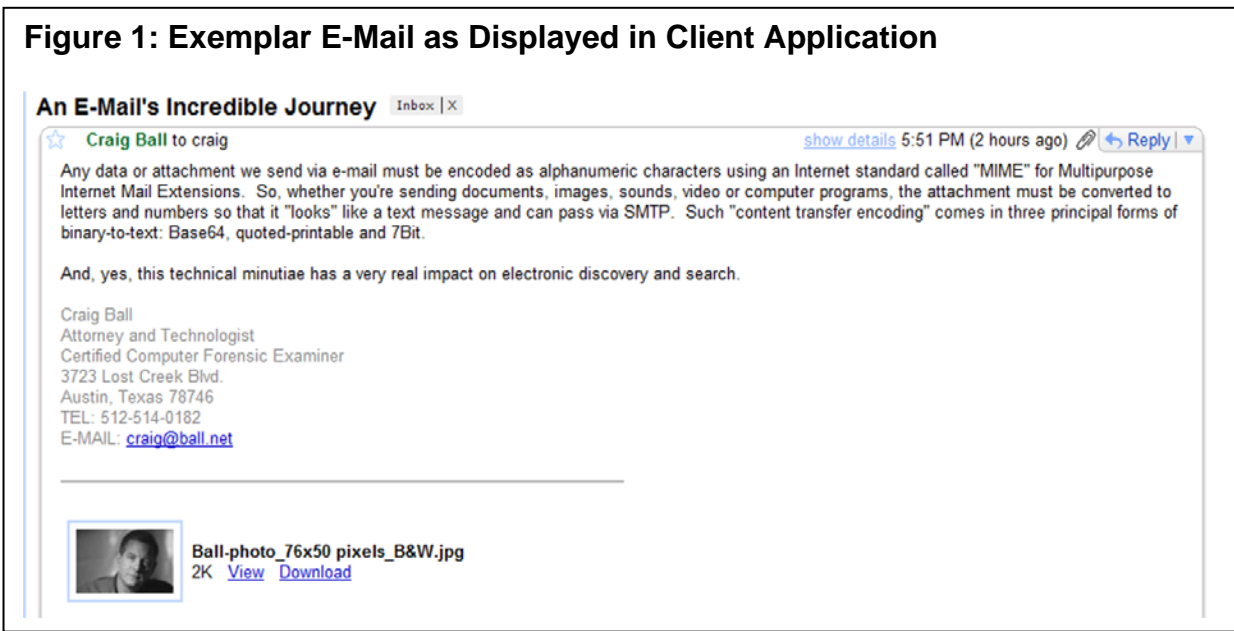 Figure 1: Exemplar E-Mail as Displayed in Client Application
An E-Mail's Incredible Journey Inbox | X
Craig Ball to craig show details 5:51 PM (2 hours ago) Reply
Any data or attachment we send via e-mail must be encoded as alphanumeric characters using an Internet standard called "MIME" for Multipurpose
Internet Mail Extensions. So, whether you're sending documents, images, sounds, video or computer programs, the attachment must be converted to
letters and numbers so that it "looks" like a text message and can pass via SMTP. Such "content transfer encoding" comes in three principal forms of
binary-to-text: Base64, quoted-printable and 7Bit.
And, yes, this technical minutiae has a very real impact on electronic discovery and search.
Craig Ball
Attorney and Technologist
Certified Computer Forensic Examiner
3723 Lost Creek Blvd.
Austin, Texas 78746
TEL: 512-514-0182
E-MAIL: craig@ball.net
Ball-photo_76x50 pixels_B&W.jpg
2K View Download